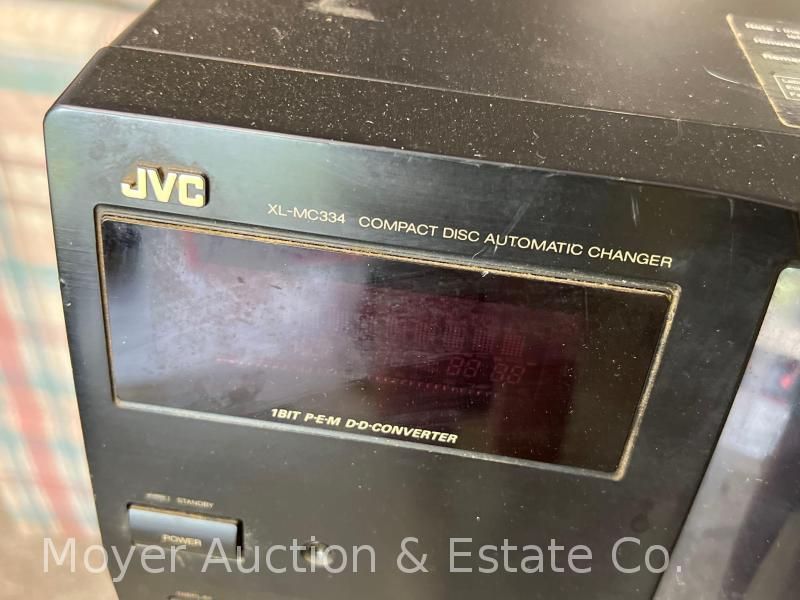 JVC
XL-MC334 COMPACT DISC AUTOMATIC CHANGER
1BIT P·E·M D·D·CONVERTER
STANDBY
POWER
Moyer Auction & Estate Co.